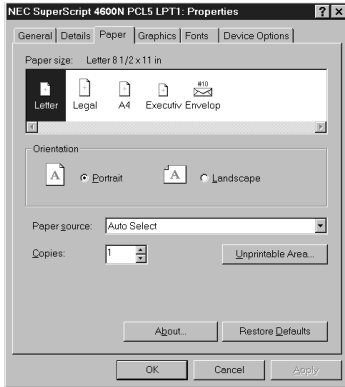 NEC SuperScript 4600N PCL5 LPT1: Properties
General Details Paper Graphics Fonts Device Options
Paper size: Letter 8 1/2 x 11 in
#10
Letter Legal A4 Executiv Envelop
Orientation
A Portrait A Landscape
Paper source: Auto Select
Copies: 1 Unprintable Area...
About... Restore Defaults
OK Cancel Apply